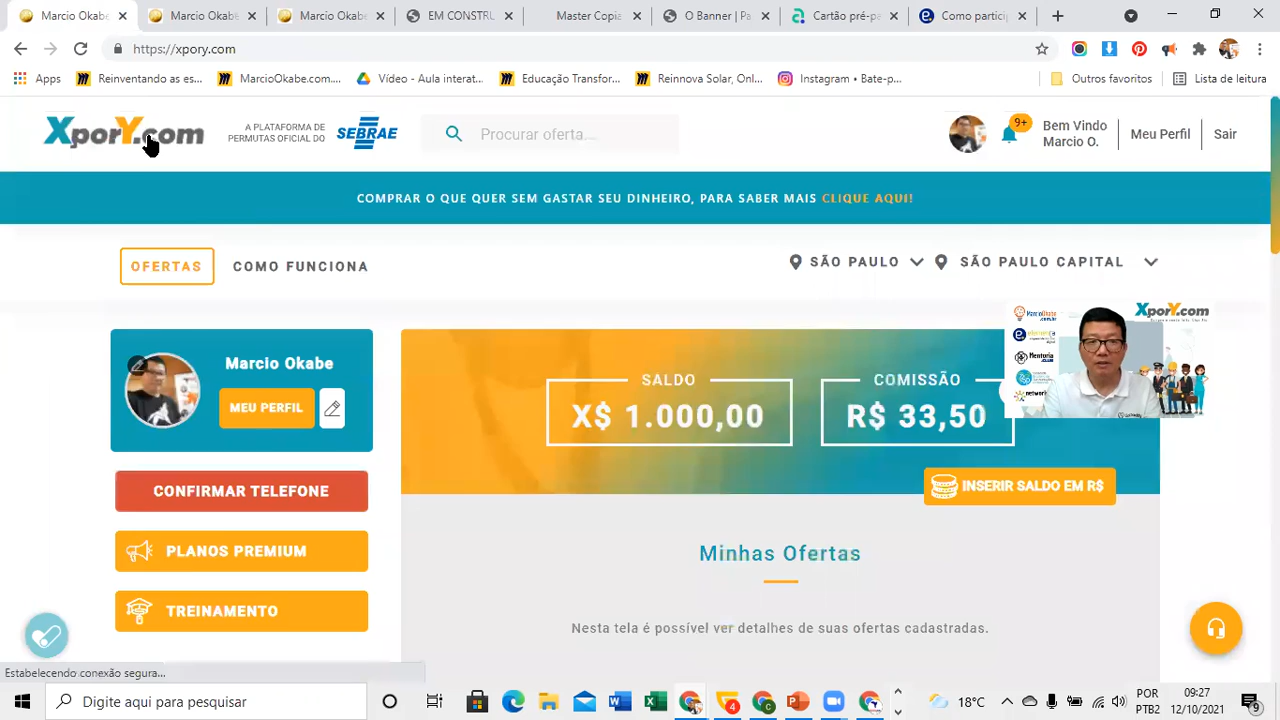 Marcio Okabe
Marcio Okabe
Marcio Okabe
EM CONSTRU
Master Copia
O Banner | Pa
Cartão pré-pa
Como particip
https://xpory.com
Apps
Reinventando as es...
MarcioOkabe.com....
Vídeo - Aula interat...
Educação Transfor...
Reinnova Solar, Onl...
Instagram • Bate-p...
Outros favoritos
Lista de leitura
XporY.com
A PLATAFORMA DE
PERMUTAS OFICIAL DO
SEBRAE
Procurar oferta....
9+
Bem Vindo
Marcio O.
Meu Perfil
Sair
COMPRAR O QUE QUER SEM GASTAR SEU DINHEIRO, PARA SABER MAIS CLIQUE AQUI!
OFERTAS
COMO FUNCIONA
SÃO PAULO
SÃO PAULO CAPITAL
Marcio Okabe
MEU PERFIL
SALDO
X$ 1.000,00
COMISSÃO
R$ 33,50
XporY.com
Mentoria
INSERIR SALDO EM R$
CONFIRMAR TELEFONE
PLANOS PREMIUM
TREINAMENTO
Minhas Ofertas
Nesta tela é possível ver detalhes de suas ofertas cadastradas.
Estabelecendo conexão segura...
Digite aqui para pesquisar
4
18°C
POR
PTB2
09:27
12/10/2021
9